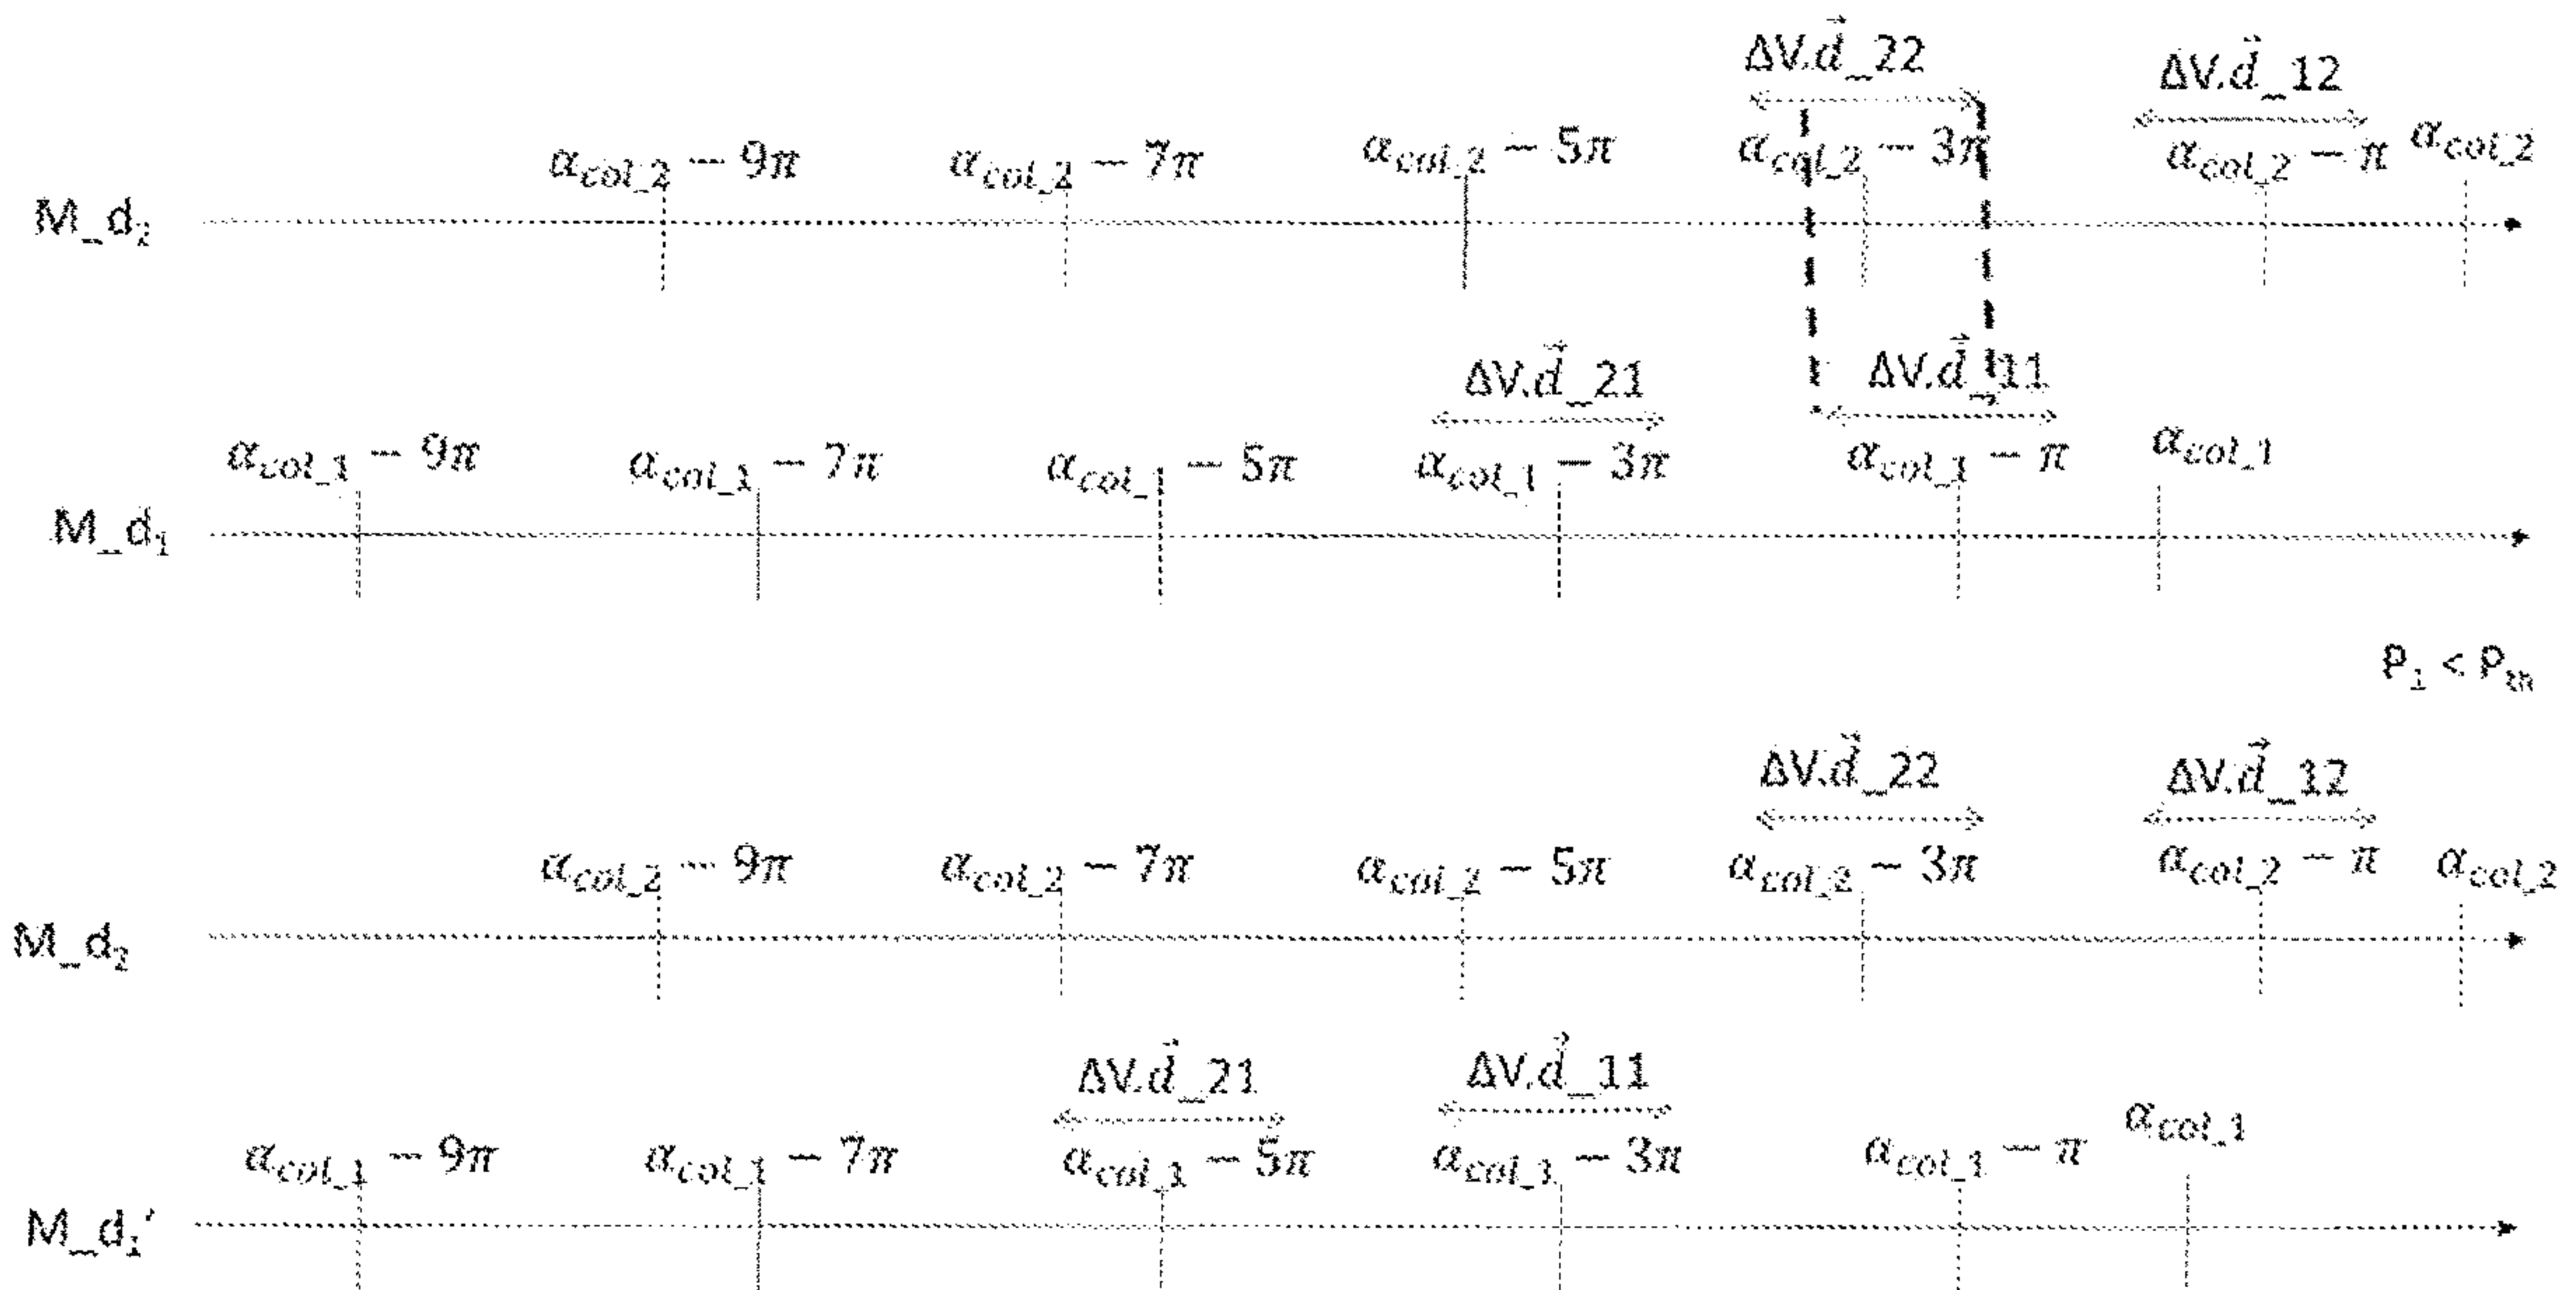 ΔV.d⃗_22 ΔV.d⃗_12
α_col_2 − 9π α_col_2 − 7π α_col_2 − 5π α_col_2 − 3π α_col_2 − π α_col_2
M_d₂
ΔV.d⃗_21 ΔV.d⃗_11
α_col_1 − 9π α_col_1 − 7π α_col_1 − 5π α_col_1 − 3π α_col_1 − π α_col_1
M_d₁
P₁ < P_th
ΔV.d⃗_22 ΔV.d⃗_12
α_col_2 − 9π α_col_2 − 7π α_col_2 − 5π α_col_2 − 3π α_col_2 − π α_col_2
M_d₂
ΔV.d⃗_21 ΔV.d⃗_11
α_col_1 − 9π α_col_1 − 7π α_col_1 − 5π α_col_1 − 3π α_col_1 − π α_col_1
M_d₁'